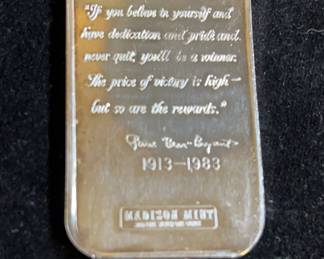 "If you believe in yourself and
have dedication and pride and
never quit, you'll be a winner.
The price of victory is high—
but so are the rewards."
Paul "Bear" Bryant
1913—1983
MADISON MINT